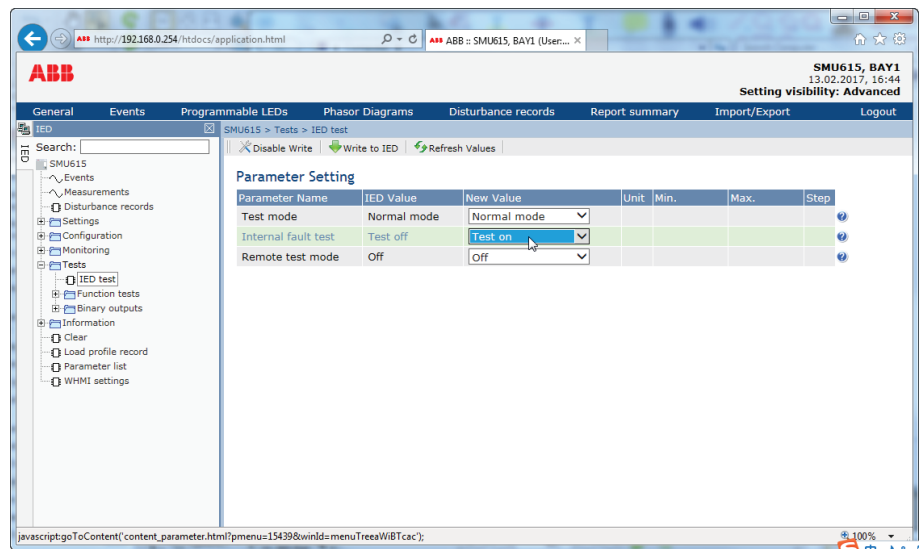 ABB http://192.168.0.254/htdocs/application.html
ABB ABB :: SMU615, BAY1 (User:...
ABB
SMU615, BAY1
13.02.2017, 16:44
Setting visibility: Advanced
General Events Programmable LEDs Phasor Diagrams Disturbance records Report summary Import/Export Logout
IED
IED
SMU615 > Tests > IED test
Search:
Disable Write Write to IED Refresh Values
SMU615
Events
Measurements
Disturbance records
Settings
Configuration
Monitoring
Tests
IED test
Function tests
Binary outputs
Information
Clear
Load profile record
Parameter list
WHMI settings
Parameter Setting
Parameter Name IED Value New Value Unit Min. Max. Step
Test mode Normal mode Normal mode
Internal fault test Test off Test on
Remote test mode Off Off
javascript:goToContent('content_parameter.html?pmenu=15439&winId=menuTreeaWiBTcac');
100%